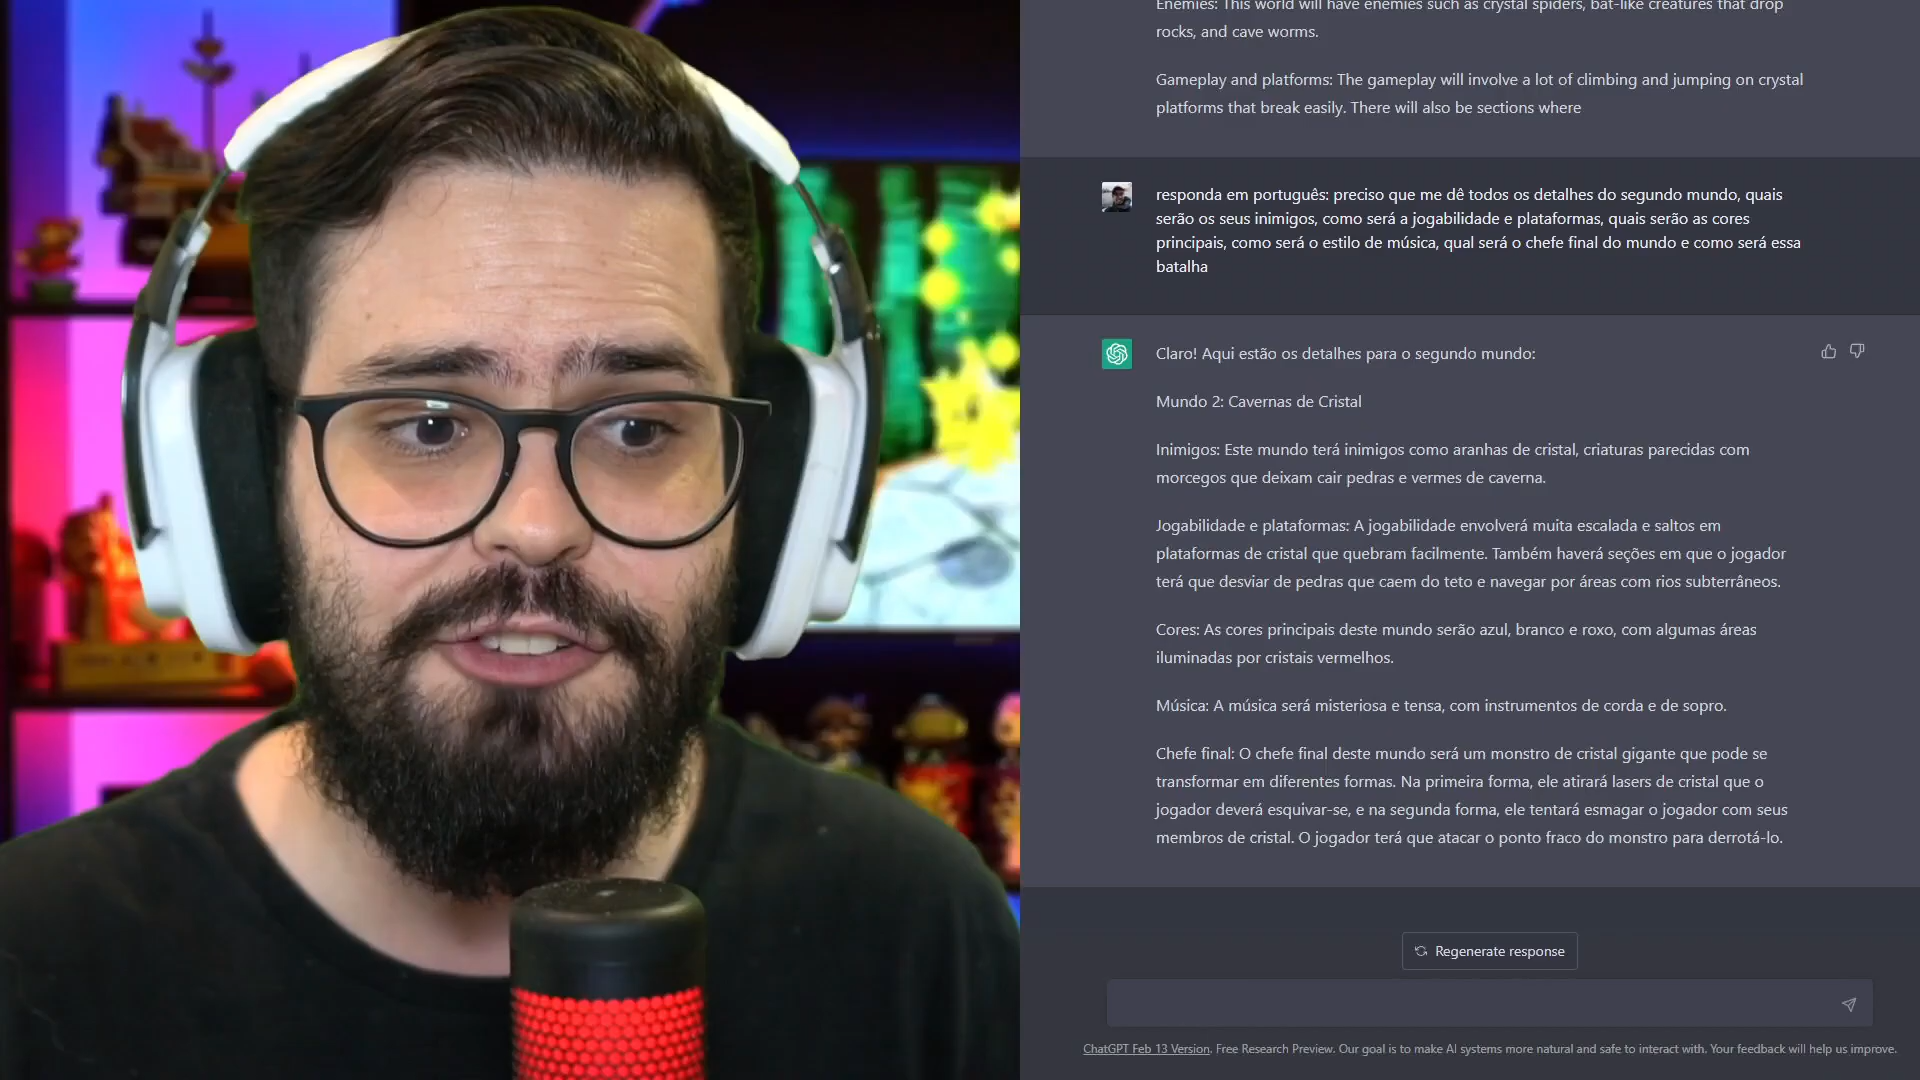 Enemies: This world will have enemies such as crystal spiders, bat-like creatures that drop
rocks, and cave worms.
Gameplay and platforms: The gameplay will involve a lot of climbing and jumping on crystal
platforms that break easily. There will also be sections where
responda em português: preciso que me dê todos os detalhes do segundo mundo, quais
serão os seus inimigos, como será a jogabilidade e plataformas, quais serão as cores
principais, como será o estilo de música, qual será o chefe final do mundo e como será essa
batalha
Claro! Aqui estão os detalhes para o segundo mundo:
Mundo 2: Cavernas de Cristal
Inimigos: Este mundo terá inimigos como aranhas de cristal, criaturas parecidas com
morcegos que deixam cair pedras e vermes de caverna.
Jogabilidade e plataformas: A jogabilidade envolverá muita escalada e saltos em
plataformas de cristal que quebram facilmente. Também haverá seções em que o jogador
terá que desviar de pedras que caem do teto e navegar por áreas com rios subterrâneos.
Cores: As cores principais deste mundo serão azul, branco e roxo, com algumas áreas
iluminadas por cristais vermelhos.
Música: A música será misteriosa e tensa, com instrumentos de corda e de sopro.
Chefe final: O chefe final deste mundo será um monstro de cristal gigante que pode se
transformar em diferentes formas. Na primeira forma, ele atirará lasers de cristal que o
jogador deverá esquivar-se, e na segunda forma, ele tentará esmagar o jogador com seus
membros de cristal. O jogador terá que atacar o ponto fraco do monstro para derrotá-lo.
Regenerate response
ChatGPT Feb 13 Version. Free Research Preview. Our goal is to make AI systems more natural and safe to interact with. Your feedback will help us improve.